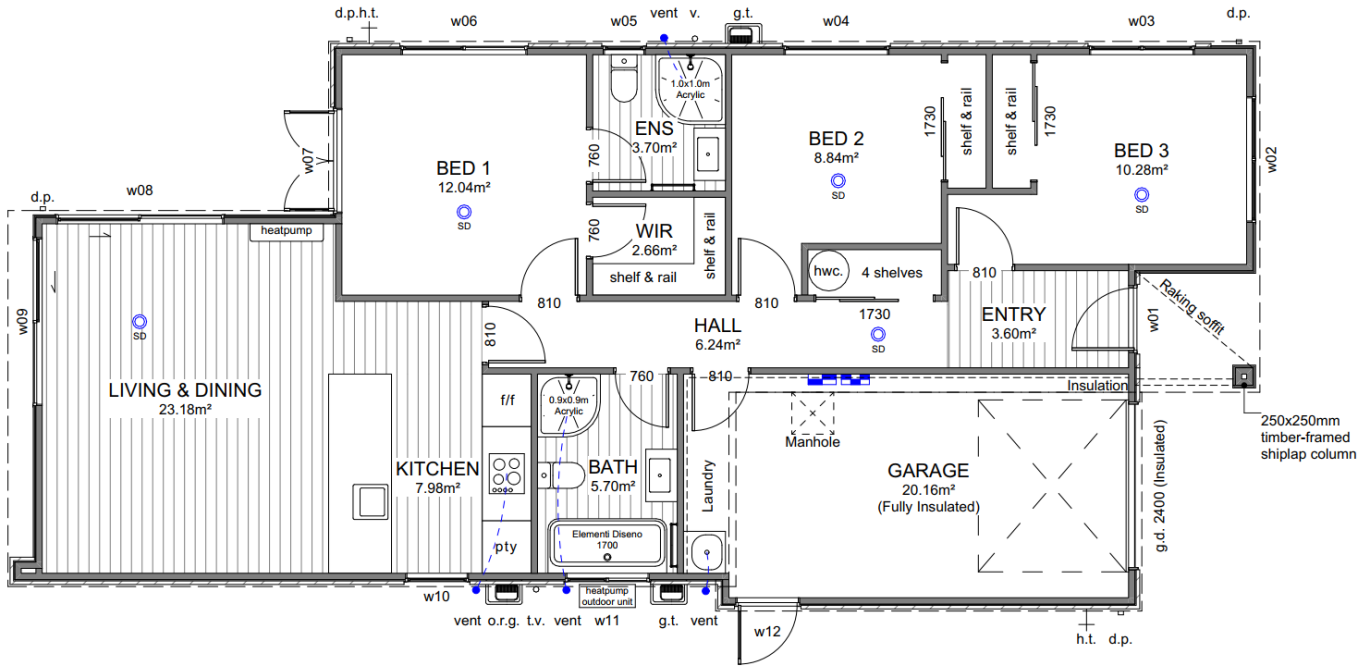 d.p.
h.t.
w06
w05
vent
v.
g.t.
w04
w03
d.p.
1.0x1.0m
Acrylic
ENS
3.70m²
760
BED 1
12.04m²
SD
w07
BED 2
8.84m²
SD
1730
shelf & rail
shelf & rail
1730
BED 3
10.28m²
SD
w02
d.p.
w08
heatpump
760
WIR
2.66m²
shelf & rail
shelf & rail
hwc.
4 shelves
810
810
810
1730
SD
810
HALL
6.24m²
ENTRY
3.60m²
w01
Raking soffit
w09
SD
LIVING & DINING
23.18m²
KITCHEN
7.98m²
f/f
pty
0.9x0.9m
Acrylic
760
810
BATH
5.70m²
Elementi Diseno
1700
Laundry
Insulation
Manhole
GARAGE
20.16m²
(Fully Insulated)
g.d. 2400 (Insulated)
250x250mm
timber-framed
shiplap column
w10
heatpump
outdoor unit
vent
o.r.g.
t.v.
vent
w11
g.t.
vent
w12
h.t.
d.p.